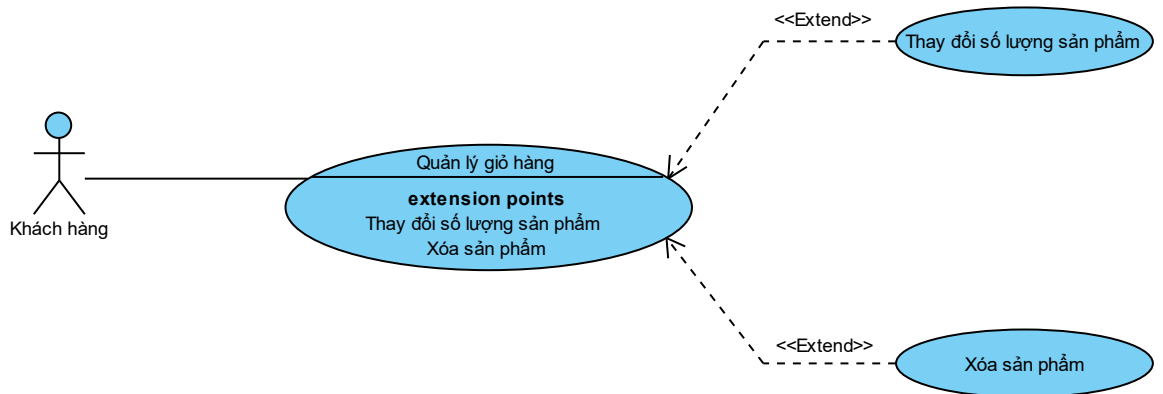 <<Extend>>
Thay đổi số lượng sản phẩm
Quản lý giỏ hàng
extension points
Thay đổi số lượng sản phẩm
Xóa sản phẩm
Khách hàng
<<Extend>>
Xóa sản phẩm